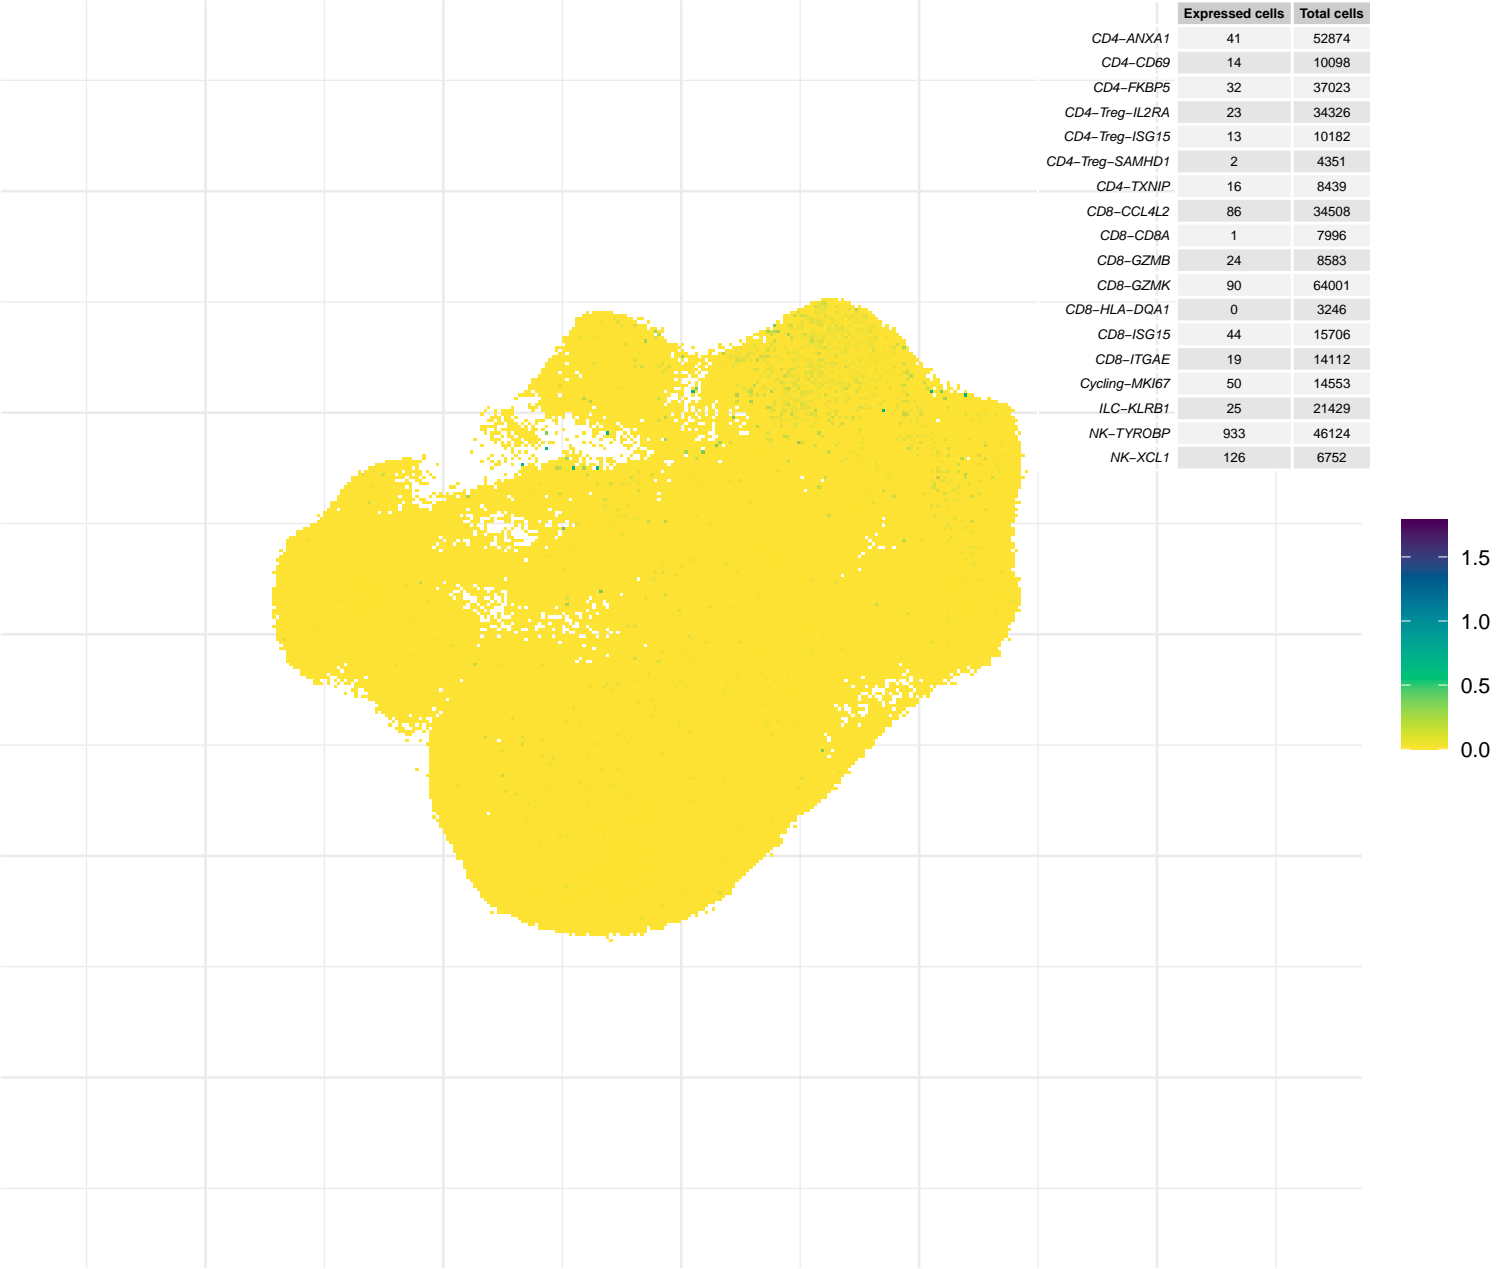 Expressed cells Total cells
CD4−ANXA1 41 52874
CD4−CD69 14 10098
CD4−FKBP5 32 37023
CD4−Treg−IL2RA 23 34326
CD4−Treg−ISG15 13 10182
CD4−Treg−SAMHD1 2 4351
CD4−TXNIP 16 8439
CD8−CCL4L2 86 34508
CD8−CD8A 1 7996
CD8−GZMB 24 8583
CD8−GZMK 90 64001
CD8−HLA−DQA1 0 3246
CD8−ISG15 44 15706
CD8−ITGAE 19 14112
Cycling−MKI67 50 14553
ILC−KLRB1 25 21429
NK−TYROBP 933 46124
NK−XCL1 126 6752
1.5
1.0
0.5
0.0